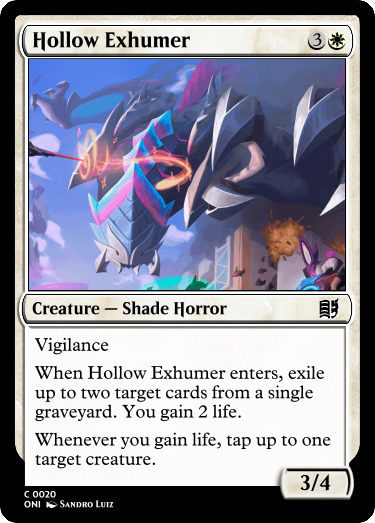 Hollow Exhumer 3
Creature — Shade Horror
Vigilance
When Hollow Exhumer enters, exile
up to two target cards from a single
graveyard. You gain 2 life.
Whenever you gain life, tap up to one
target creature.
3/4
C 0020
ONI Sandro Luiz